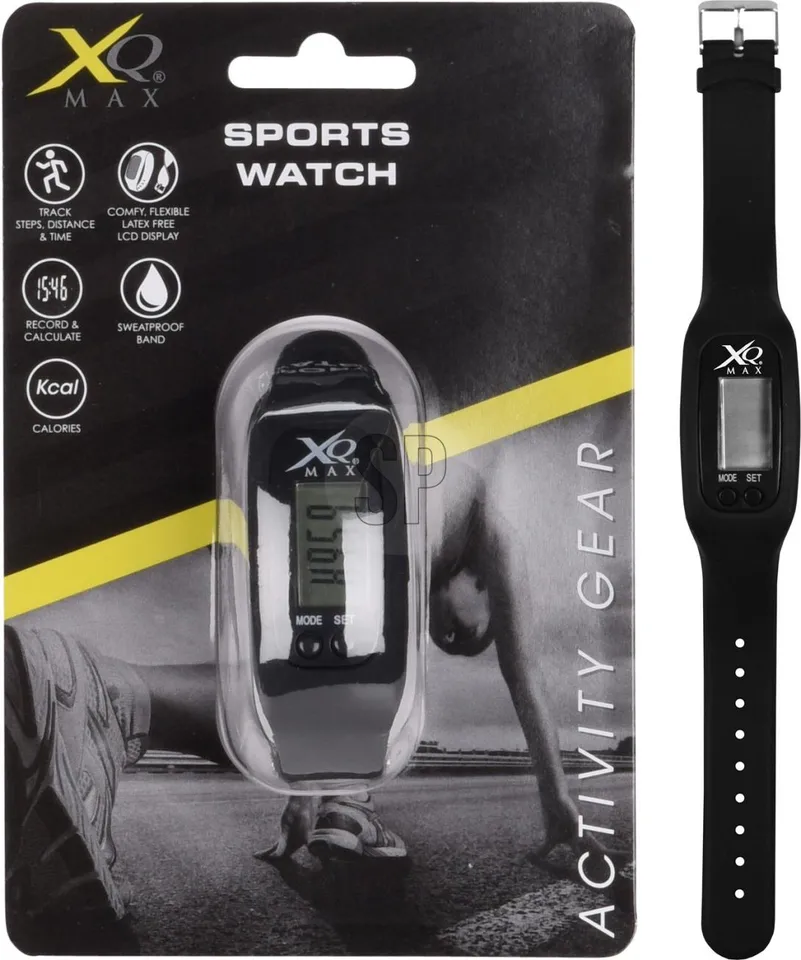 XQ®
MAX
SPORTS
WATCH
TRACK
STEPS, DISTANCE
& TIME
COMFY, FLEXIBLE
LATEX FREE
LCD DISPLAY
15:46
RECORD &
CALCULATE
SWEATPROOF
BAND
Kcal
CALORIES
XQ®
MAX
SP
MODE SET
ACTIVITY GEAR
XQ®
MAX
MODE SET